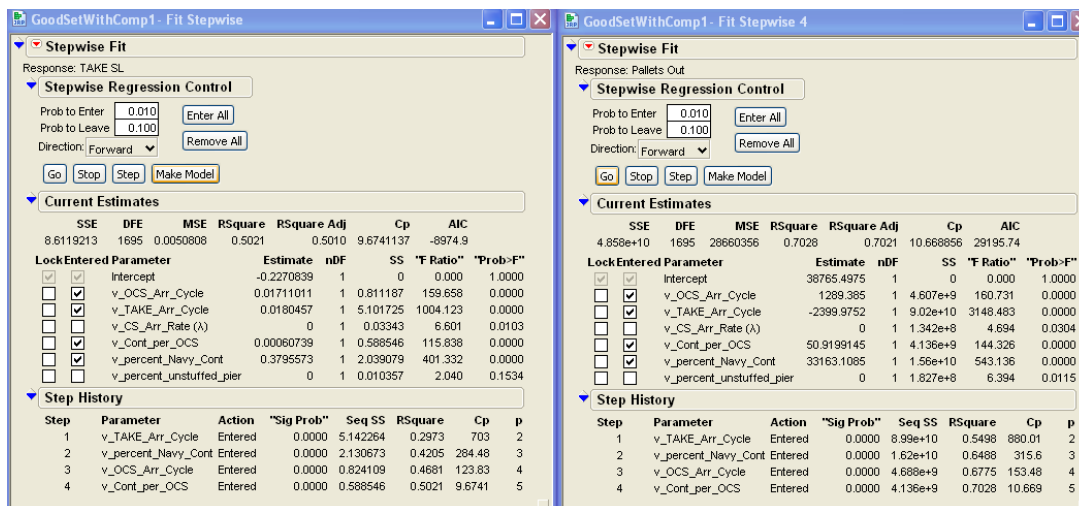 GoodSetWithComp1- Fit Stepwise
Stepwise Fit
Response: TAKE SL
Stepwise Regression Control
Prob to Enter 0.010 Enter All
Prob to Leave 0.100 Remove All
Direction: Forward
Go Stop Step Make Model
Current Estimates
SSE DFE MSE RSquare RSquare Adj Cp AIC
8.6119213 1695 0.0050808 0.5021 0.5010 9.6741137 -8974.9
Lock Entered Parameter Estimate nDF SS "F Ratio" "Prob>F"
Intercept -0.2270839 1 0 0.000 1.0000
v_OCS_Arr_Cycle 0.01711011 1 0.811187 159.658 0.0000
v_TAKE_Arr_Cycle 0.0180457 1 5.101725 1004.123 0.0000
v_CS_Arr_Rate (λ) 0 1 0.03343 6.601 0.0103
v_Cont_per_OCS 0.00060739 1 0.588546 115.838 0.0000
v_percent_Navy_Cont 0.3795573 1 2.039079 401.332 0.0000
v_percent_unstuffed_pier 0 1 0.010357 2.040 0.1534
Step History
Step Parameter Action "Sig Prob" Seq SS RSquare Cp p
1 v_TAKE_Arr_Cycle Entered 0.0000 5.142264 0.2973 703 2
2 v_percent_Navy_Cont Entered 0.0000 2.130673 0.4205 284.48 3
3 v_OCS_Arr_Cycle Entered 0.0000 0.824109 0.4681 123.83 4
4 v_Cont_per_OCS Entered 0.0000 0.588546 0.5021 9.6741 5
GoodSetWithComp1- Fit Stepwise 4
Stepwise Fit
Response: Pallets Out
Stepwise Regression Control
Prob to Enter 0.010 Enter All
Prob to Leave 0.100 Remove All
Direction: Forward
Go Stop Step Make Model
Current Estimates
SSE DFE MSE RSquare RSquare Adj Cp AIC
4.858e+10 1695 28660356 0.7028 0.7021 10.668856 29195.74
Lock Entered Parameter Estimate nDF SS "F Ratio" "Prob>F"
Intercept 38765.4975 1 0 0.000 1.0000
v_OCS_Arr_Cycle 1289.385 1 4.607e+9 160.731 0.0000
v_TAKE_Arr_Cycle -2399.9752 1 9.02e+10 3148.483 0.0000
v_CS_Arr_Rate (λ) 0 1 1.342e+8 4.694 0.0304
v_Cont_per_OCS 50.9199145 1 4.136e+9 144.326 0.0000
v_percent_Navy_Cont 33163.1085 1 1.56e+10 543.136 0.0000
v_percent_unstuffed_pier 0 1 1.827e+8 6.394 0.0115
Step History
Step Parameter Action "Sig Prob" Seq SS RSquare Cp p
1 v_TAKE_Arr_Cycle Entered 0.0000 8.99e+10 0.5498 880.01 2
2 v_percent_Navy_Cont Entered 0.0000 1.62e+10 0.6488 315.6 3
3 v_OCS_Arr_Cycle Entered 0.0000 4.688e+9 0.6775 153.48 4
4 v_Cont_per_OCS Entered 0.0000 4.136e+9 0.7028 10.669 5